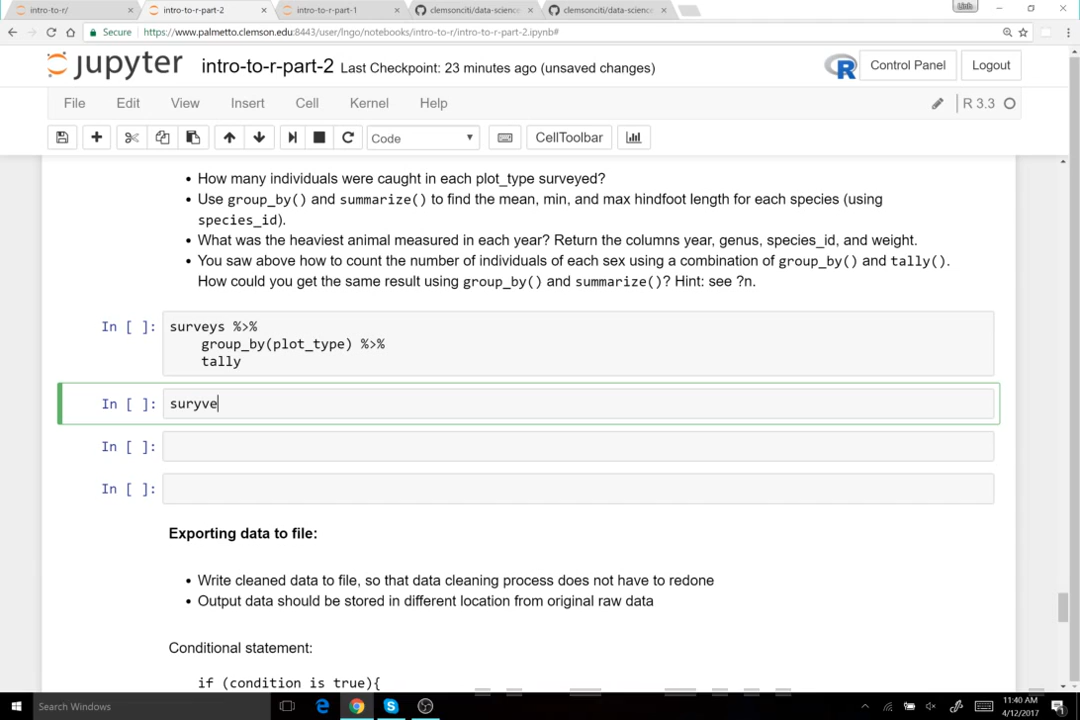 intro-to-r/
intro-to-r-part-2
intro-to-r-part-1
clemsonciti/data-science
clemsonciti/data-science
Secure
https://www.palmetto.clemson.edu:8443/user/lngo/notebooks/intro-to-r/intro-to-r-part-2.ipynb#
jupyter intro-to-r-part-2 Last Checkpoint: 23 minutes ago (unsaved changes)
R Control Panel Logout
File Edit View Insert Cell Kernel Help
R 3.3
Code CellToolbar
• How many individuals were caught in each plot_type surveyed?
• Use group_by() and summarize() to find the mean, min, and max hindfoot length for each species (using
species_id).
• What was the heaviest animal measured in each year? Return the columns year, genus, species_id, and weight.
• You saw above how to count the number of individuals of each sex using a combination of group_by() and tally().
How could you get the same result using group_by() and summarize()? Hint: see ?n.
In [ ]: surveys %>%
group_by(plot_type) %>%
tally
In [ ]: suryve
In [ ]:
In [ ]:
Exporting data to file:
• Write cleaned data to file, so that data cleaning process does not have to redone
• Output data should be stored in different location from original raw data
Conditional statement:
if (condition is true){
Search Windows
11:40 AM
4/12/2017